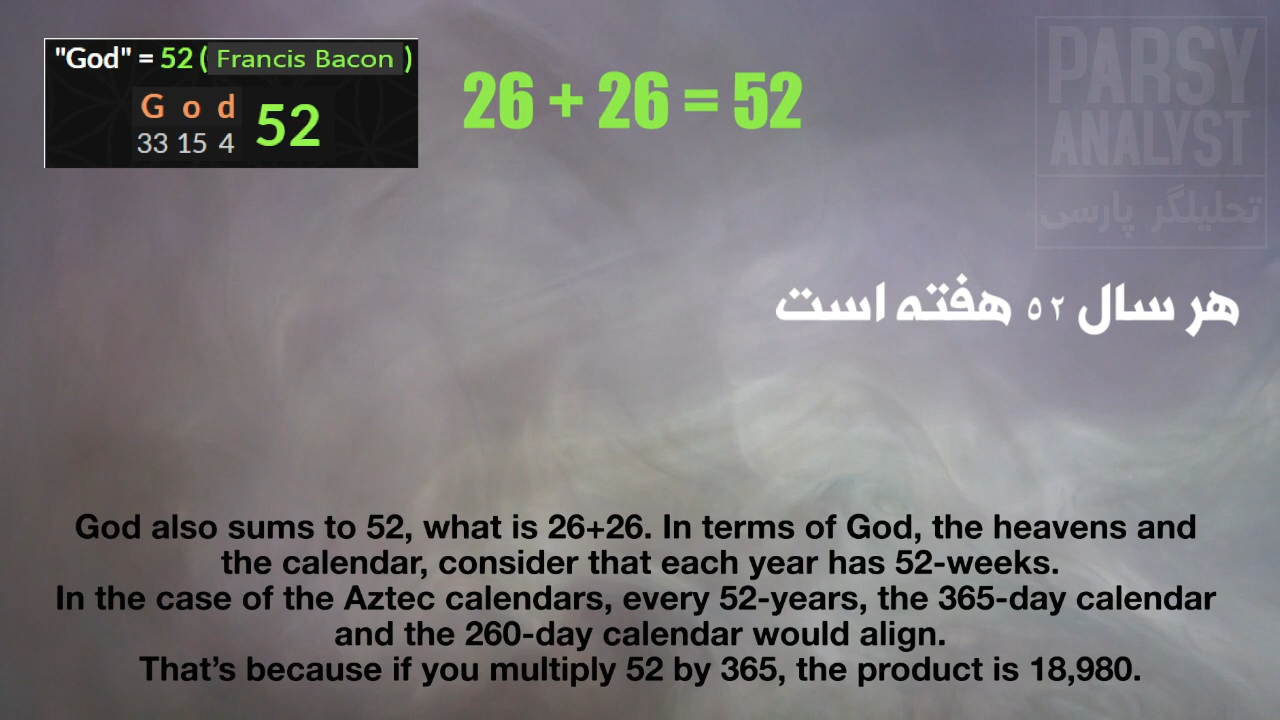 "God" = 52 ( Francis Bacon )
G o d 52
33 15 4
26 + 26 = 52
PARSY
ANALYST
تحلیلگر پارسی
هر سال ۵۲ هفته است
God also sums to 52, what is 26+26. In terms of God, the heavens and
the calendar, consider that each year has 52-weeks.
In the case of the Aztec calendars, every 52-years, the 365-day calendar
and the 260-day calendar would align.
That’s because if you multiply 52 by 365, the product is 18,980.